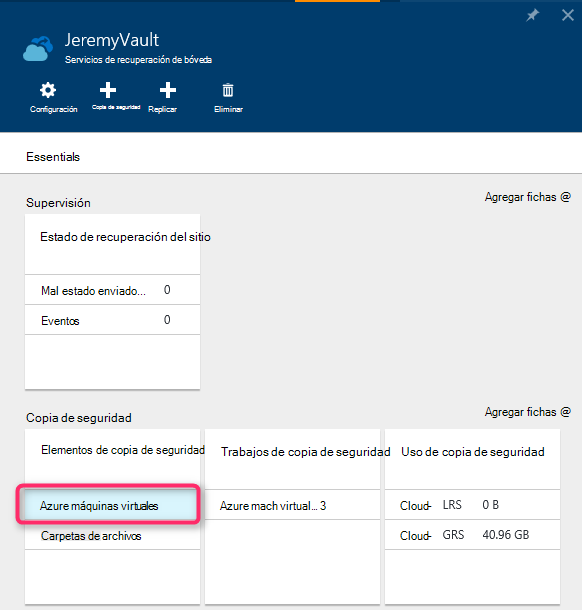 JeremyVault
Servicios de recuperación de bóveda
Configuración
Copia de seguridad
Replicar
Eliminar
Essentials
Supervisión
Agregar fichas @
Estado de recuperación del sitio
Mal estado enviado... 0
Eventos 0
Copia de seguridad
Agregar fichas @
Elementos de copia de seguridad
Azure máquinas virtuales
Carpetas de archivos
Trabajos de copia de seguridad
Azure mach virtual... 3
Uso de copia de seguridad
Cloud- LRS 0 B
Cloud- GRS 40.96 GB